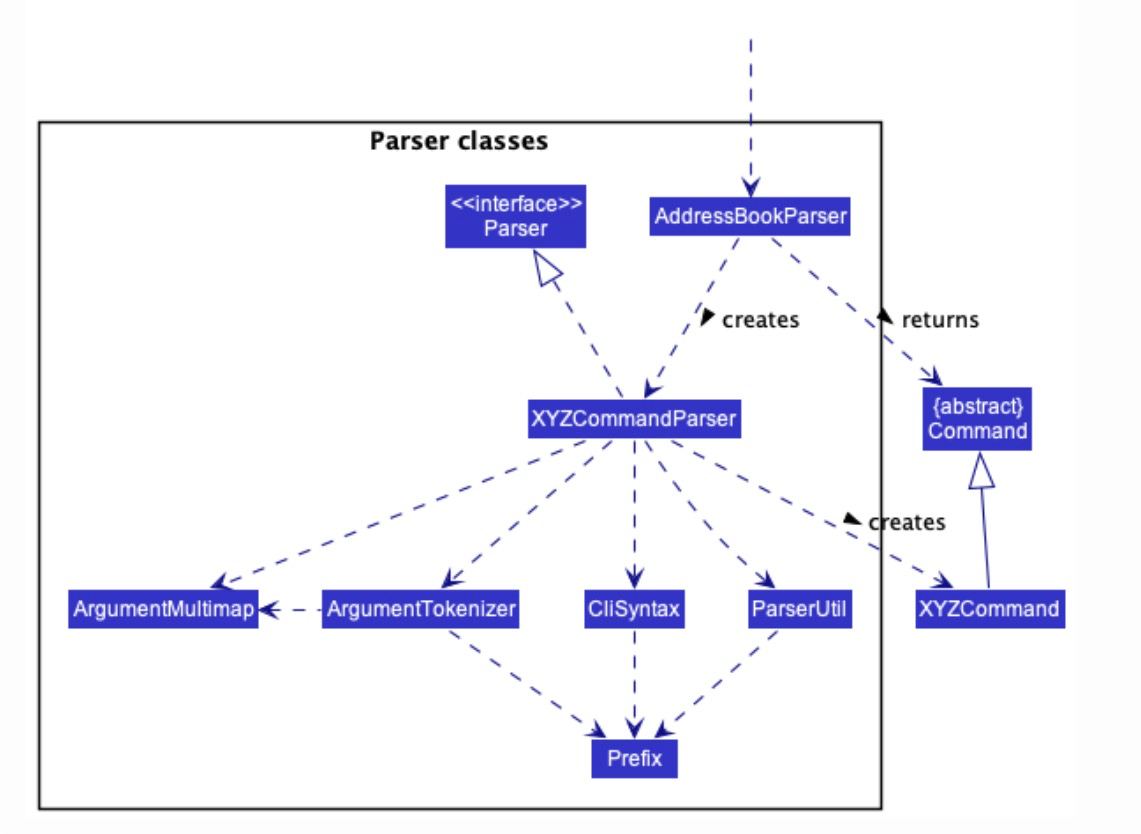 Parser classes
<<interface>>
Parser
AddressBookParser
creates
returns
{abstract}
Command
XYZCommandParser
creates
ArgumentMultimap
ArgumentTokenizer
CliSyntax
ParserUtil
XYZCommand
Prefix